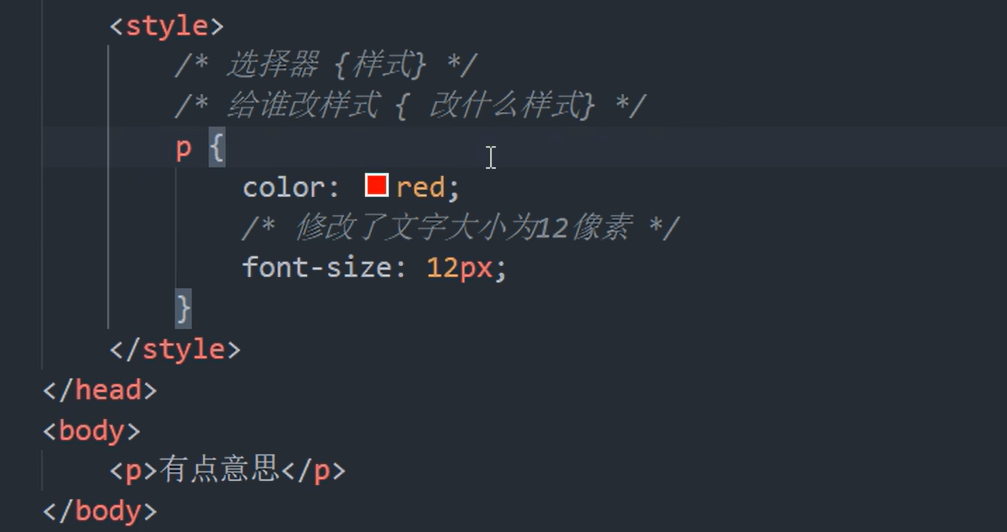 <style>
/* 选择器 {样式} */
/* 给谁改样式 { 改什么样式} */
p {
color: red;
/* 修改了文字大小为12像素 */
font-size: 12px;
}
</style>
</head>
<body>
<p>有点意思</p>
</body>